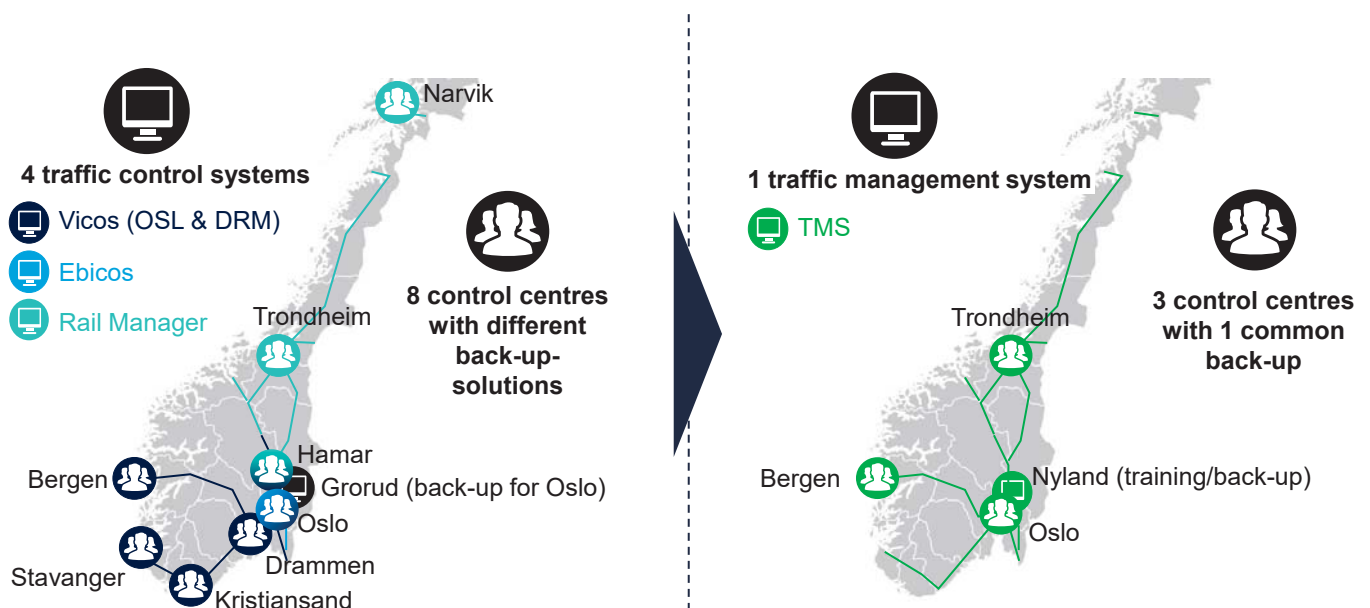 Narvik
4 traffic control systems
Vicos (OSL & DRM)
Ebicos
Rail Manager
8 control centres
with different
back-up-
solutions
Trondheim
Hamar
Bergen
Grorud (back-up for Oslo)
Oslo
Drammen
Stavanger
Kristiansand
1 traffic management system
TMS
3 control centres
with 1 common
back-up
Trondheim
Bergen
Nyland (training/back-up)
Oslo